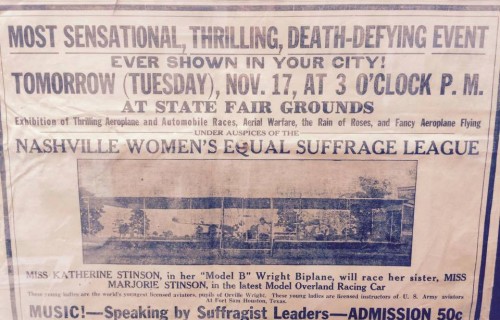 MOST SENSATIONAL, THRILLING, DEATH-DEFYING EVENT
EVER SHOWN IN YOUR CITY!
TOMORROW (TUESDAY), NOV. 17, AT 3 O'CLOCK P. M.
AT STATE FAIR GROUNDS
Exhibition of Thrilling Aeroplane and Automobile Races, Aerial Warfare, the Rain of Roses, and Fancy Aeroplane Flying
UNDER AUSPICES OF THE
NASHVILLE WOMEN'S EQUAL SUFFRAGE LEAGUE
MISS KATHERINE STINSON, in her "Model B" Wright Biplane, will race her sister, MISS
MARJORIE STINSON, in the latest Model Overland Racing Car
These young ladies are the world's youngest licensed aviators, pupils of Orville Wright. These young ladies are licensed instructors of U. S. Army aviators
At Fort Sam Houston, Texas.
MUSIC!—Speaking by Suffragist Leaders—ADMISSION 50c